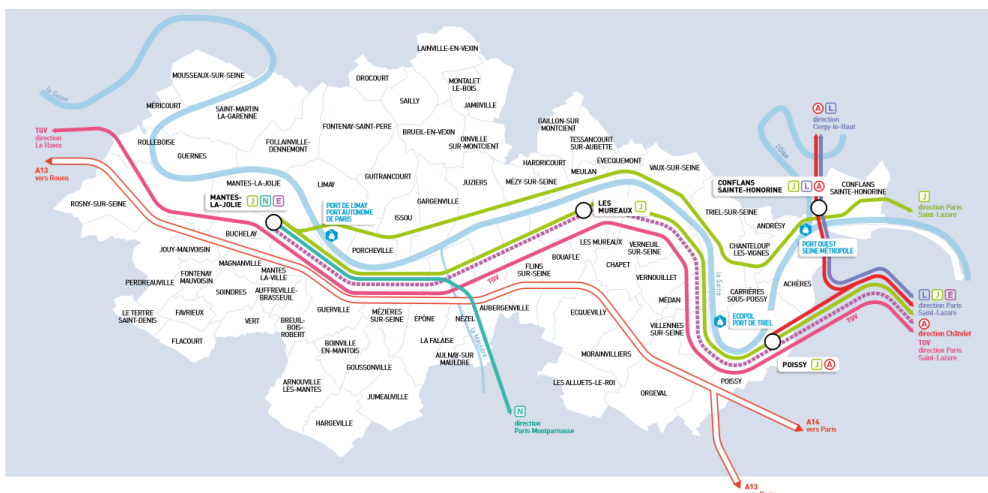 LAINVILLE-EN-VEXIN
MOUSSEAUX-SUR-SEINE
DROCOURT
MONTALET
LE-BOIS
SAILLY
JAMBVILLE
la Seine
MÉRICOURT
SAINT-MARTIN
LA-GARENNE
FONTENAY-SAINT-PERE
BRUEIL-EN-VEXIN
OINVILLE
SUR-MONTCIENT
GAILLON-SUR
MONTCIENT
TESSANCOURT
SUR-AUBETTE
A L
direction
Cergy-le-Haut
l'Oise
TGV
direction
Le Havre
ROLLEBOISE
GUERNES
FOLLAINVILLE-
DENNEMONT
HARDRICOURT
ÉVECQUEMONT
MEULAN
VAUX-SUR-SEINE
A13
vers Rouen
MANTES-LA-JOLIE
LIMAY
GUITRANCOURT
JUZIERS
MÉZY-SUR-SEINE
CONFLANS
SAINTE-HONORINE
J L A
CONFLANS
SAINTE-HONORINE
J
direction Paris
Saint-Lazare
ROSNY-SUR-SEINE
MANTES-
LA-JOLIE
J N E
PORT DE LIMAY
PORT AUTONOME
DE PARIS
GARGENVILLE
ISSOU
LES
MUREAUX
J
TRIEL-SUR-SEINE
ANDRÉSY
PORT OUEST
SEINE MÉTROPOLE
BUCHELAY
PORCHEVILLE
LES MUREAUX
VERNEUIL
SUR-SEINE
CHANTELOUP
LES-VIGNES
JOUY-MAUVOISIN
MAGNANVILLE
BOUAFLE
CHAPET
FLINS
SUR-SEINE
TGV
FONTENAY
MAUVOISIN
MANTES
LA-VILLE
VERNOUILLET
la Seine
CARRIÈRES
SOUS-POISSY
ACHÈRES
PERDREAUVILLE
SOINDRES
AUFFREVILLE-
BRASSEUIL
MÉDAN
L J E
direction Paris
Saint-Lazare
LE TERTRE
SAINT-DENIS
FAVRIEUX
VERT
BREUIL-
BOIS-
ROBERT
GUERVILLE
MÉZIÈRES
SUR-SEINE
ÉPÔNE
NÉZEL
AUBERGENVILLE
ECQUEVILLY
VILLENNES
SUR-SEINE
ECOPOL
PORT DE TRIEL
TGV
A
direction Châtelet
TGV
direction Paris
Saint-Lazare
FLACOURT
BOINVILLE
EN-MANTOIS
LA FALAISE
la Mauldre
AULNAY-SUR
MAULDRE
MORAINVILLIERS
GOUSSONVILLE
POISSY J A
ARNOUVILLE
LÈS-MANTES
JUMEAUVILLE
LES ALLUETS-LE-ROI
ORGEVAL
POISSY
HARGEVILLE
N
direction
Paris Montparnasse
A14
vers Paris
A13